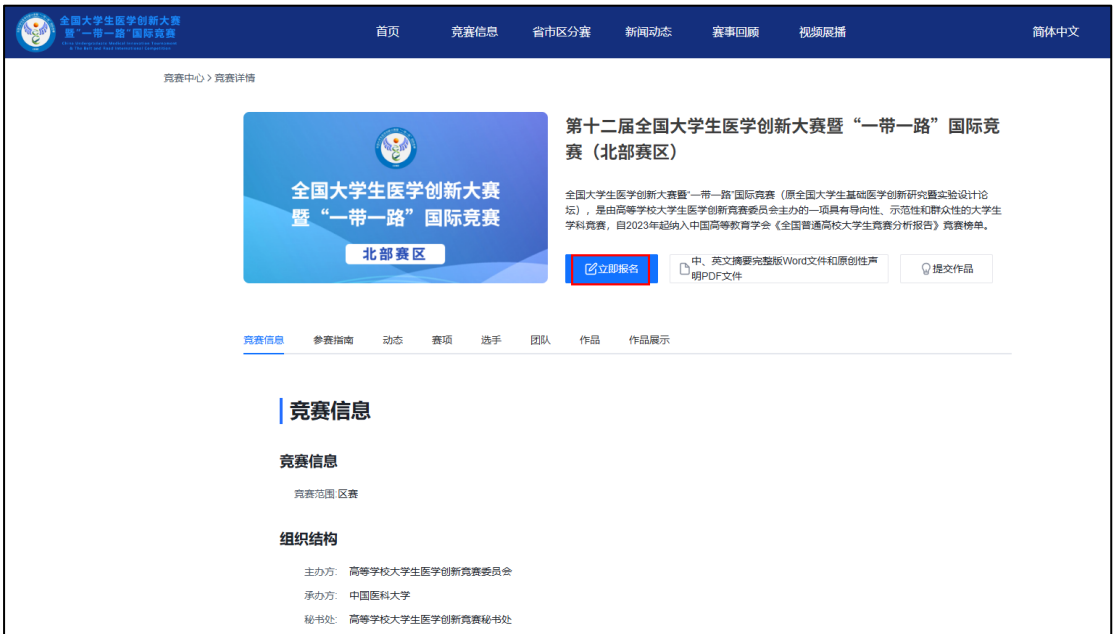 全国大学生医学创新大赛
暨"一带一路"国际竞赛
China Undergraduate Medical Innovation Tournament
& The Belt and Road International Competition
首页
竞赛信息
省市区分赛
新闻动态
赛事回顾
视频展播
简体中文
竞赛中心 > 竞赛详情
全国大学生医学创新大赛
暨“一带一路”国际竞赛
北部赛区
第十二届全国大学生医学创新大赛暨“一带一路”国际竞
赛（北部赛区）
全国大学生医学创新大赛暨“一带一路”国际竞赛（原全国大学生基础医学创新研究暨实验设计论
坛），是由高等学校大学生医学创新竞赛委员会主办的一项具有导向性、示范性和群众性的大学生
学科竞赛，自2023年起纳入中国高等教育学会《全国普通高校大学生竞赛分析报告》竞赛榜单。
立即报名
中、英文摘要完整版Word文件和原创性声
明PDF文件
提交作品
竞赛信息
参赛指南
动态
赛项
选手
团队
作品
作品展示
竞赛信息
竞赛信息
竞赛范围:区赛
组织结构
主办方: 高等学校大学生医学创新竞赛委员会
承办方: 中国医科大学
秘书处: 高等学校大学生医学创新竞赛秘书处